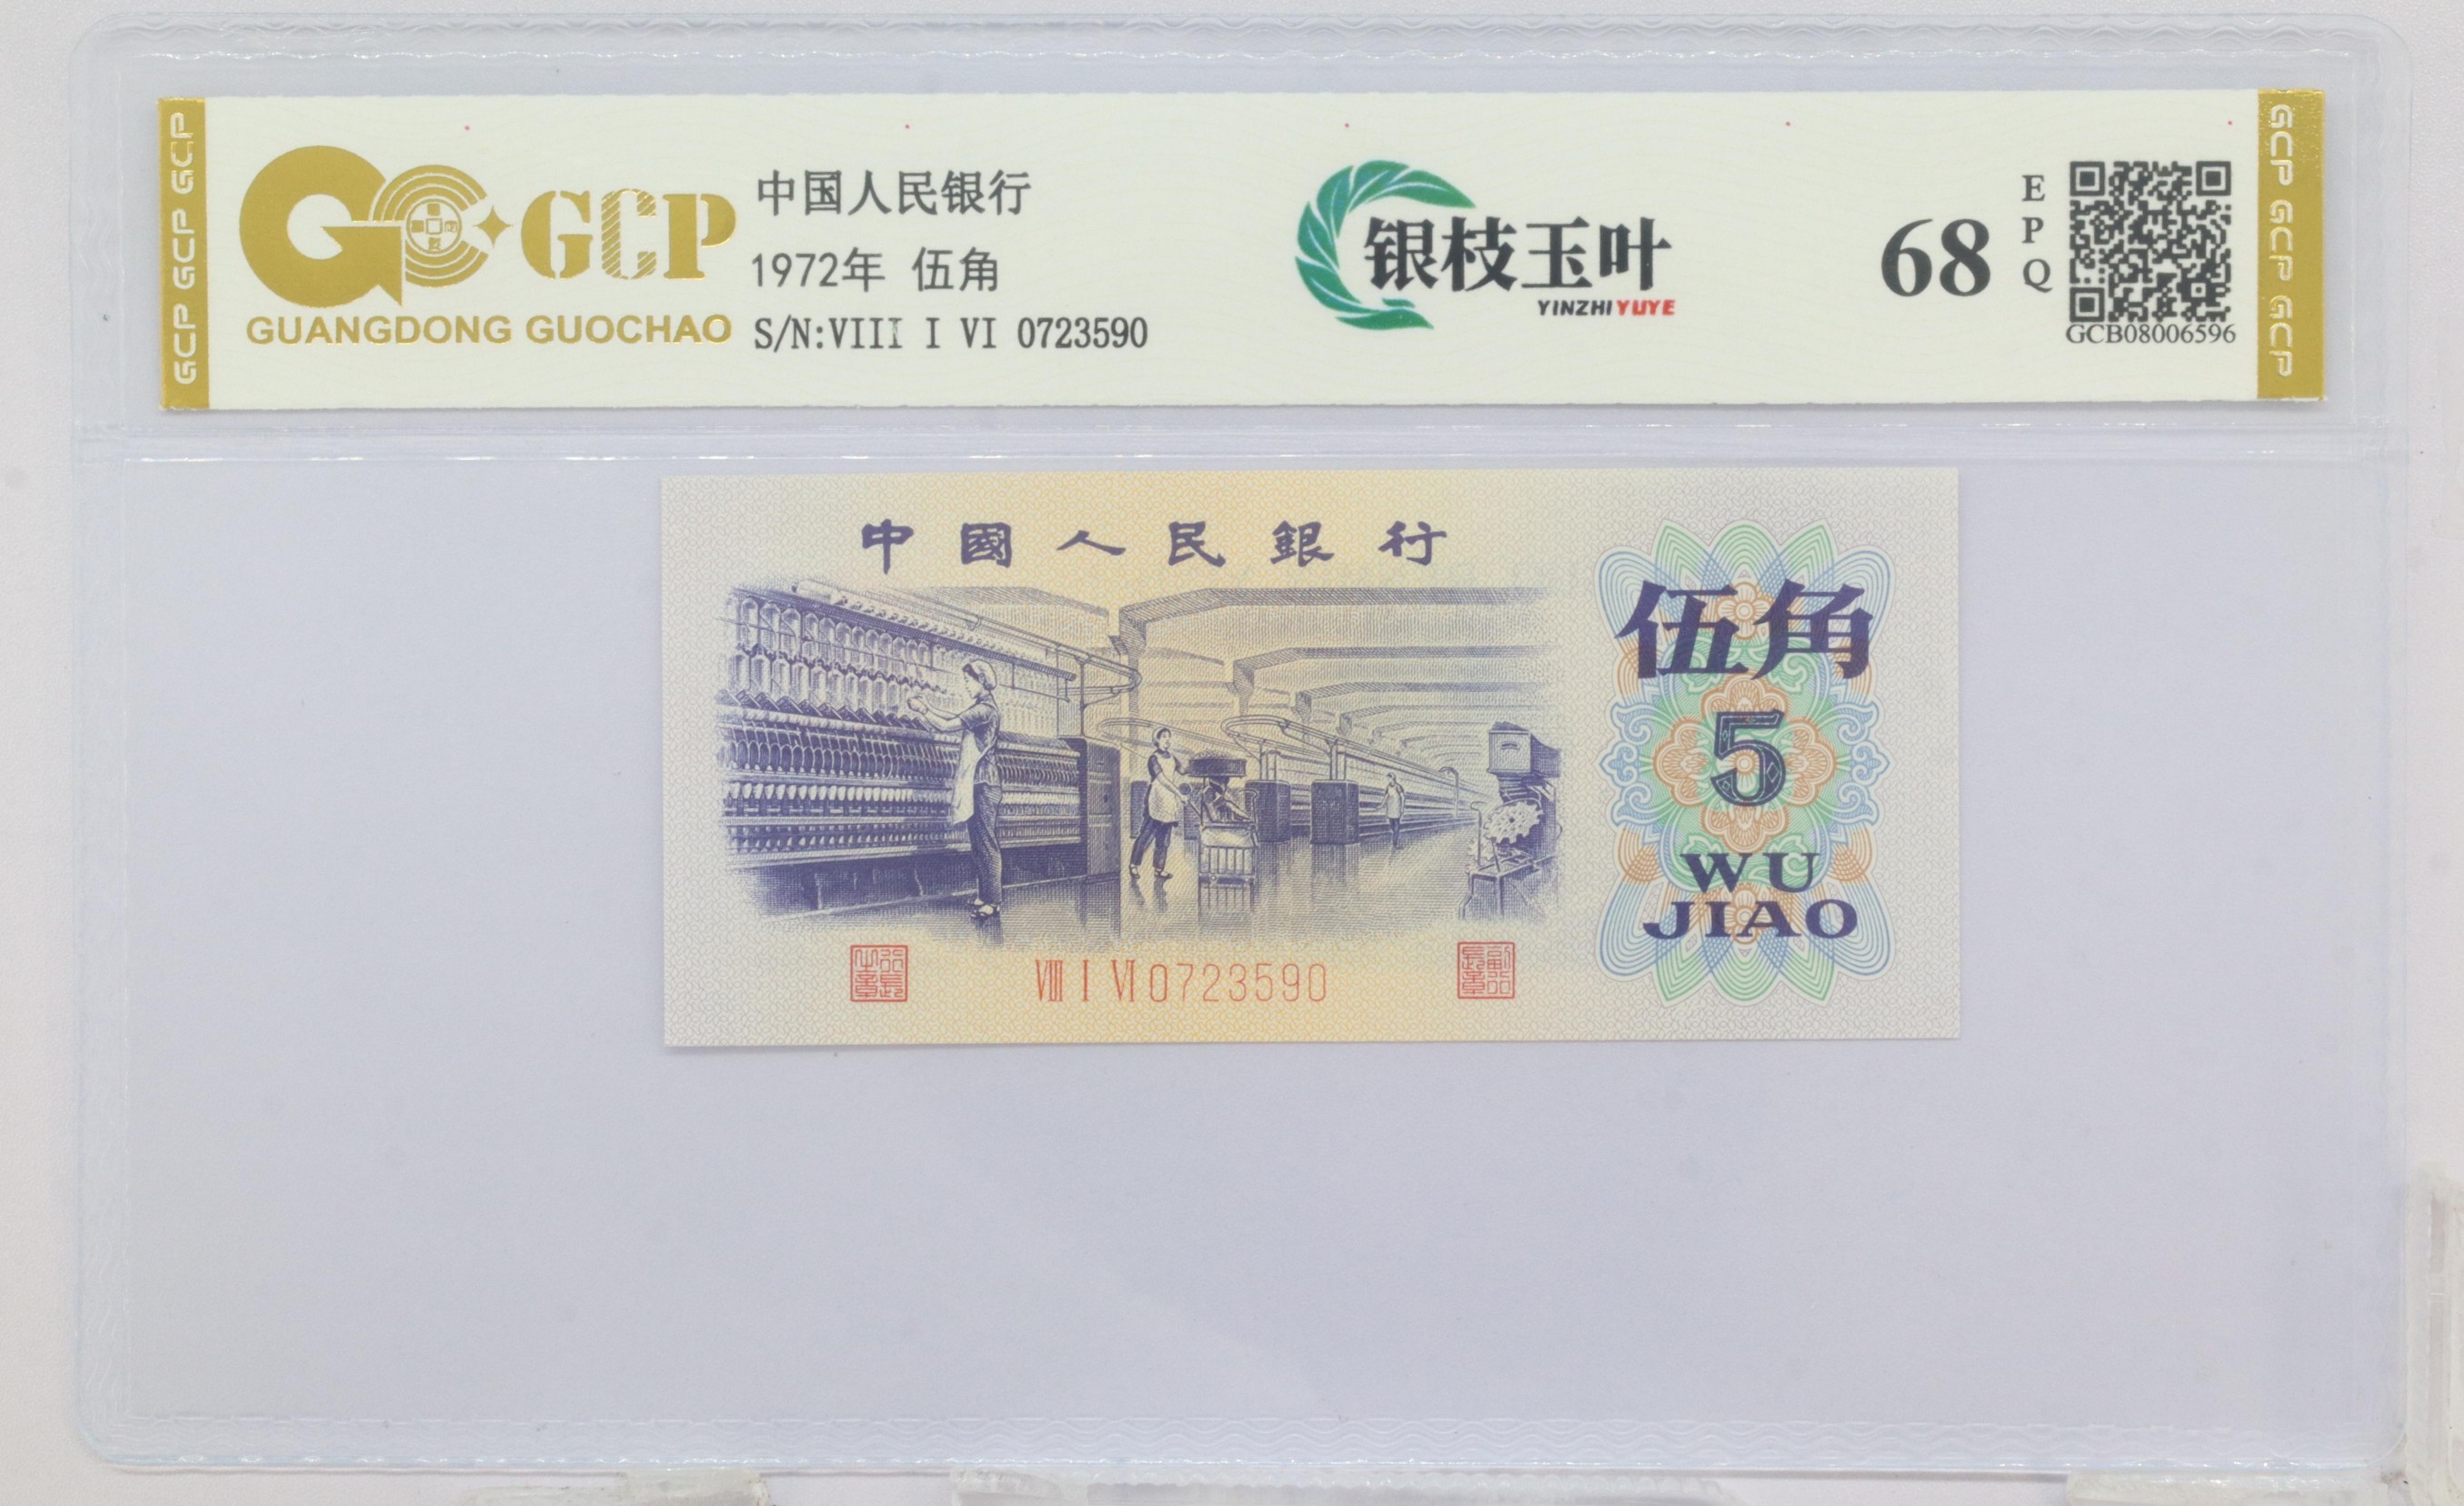 GCP GCP GCP
GCP
GUANGDONG GUOCHAO
中国人民银行
1972年 伍角
S/N:VIII I VI 0723590
银枝玉叶
YINZHIYUYE
68
EPQ
GCB08006596
GCP GCP GCP
中國人民銀行
伍角
5
WU
JIAO
VIII I VI 0723590